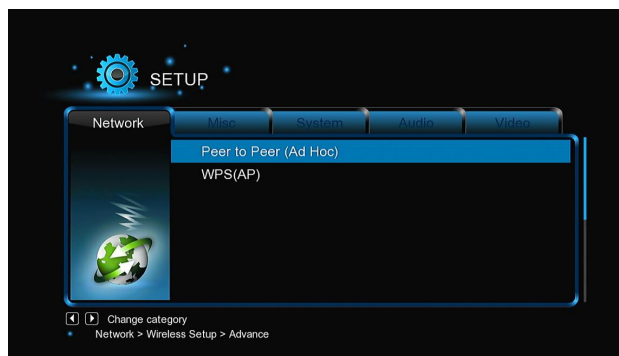 SETUP
Network Misc System Audio Video
Peer to Peer (Ad Hoc)
WPS(AP)
Change category
Network > Wireless Setup > Advance